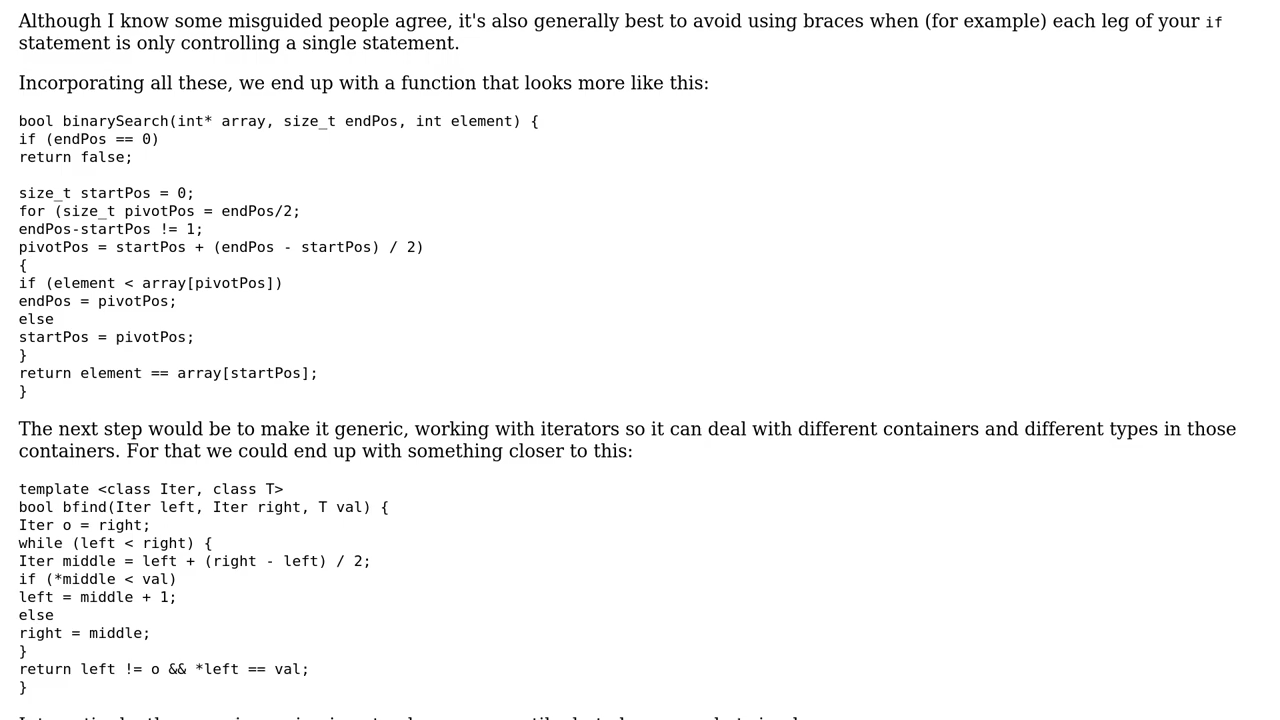 Although I know some misguided people agree, it's also generally best to avoid using braces when (for example) each leg of your if
statement is only controlling a single statement.
Incorporating all these, we end up with a function that looks more like this:
bool binarySearch(int* array, size_t endPos, int element) {
if (endPos == 0)
return false;
size_t startPos = 0;
for (size_t pivotPos = endPos/2;
endPos-startPos != 1;
pivotPos = startPos + (endPos - startPos) / 2)
{
if (element < array[pivotPos])
endPos = pivotPos;
else
startPos = pivotPos;
}
return element == array[startPos];
}
The next step would be to make it generic, working with iterators so it can deal with different containers and different types in those
containers. For that we could end up with something closer to this:
template <class Iter, class T>
bool bfind(Iter left, Iter right, T val) {
Iter o = right;
while (left < right) {
Iter middle = left + (right - left) / 2;
if (*middle < val)
left = middle + 1;
else
right = middle;
}
return left != o && *left == val;
}